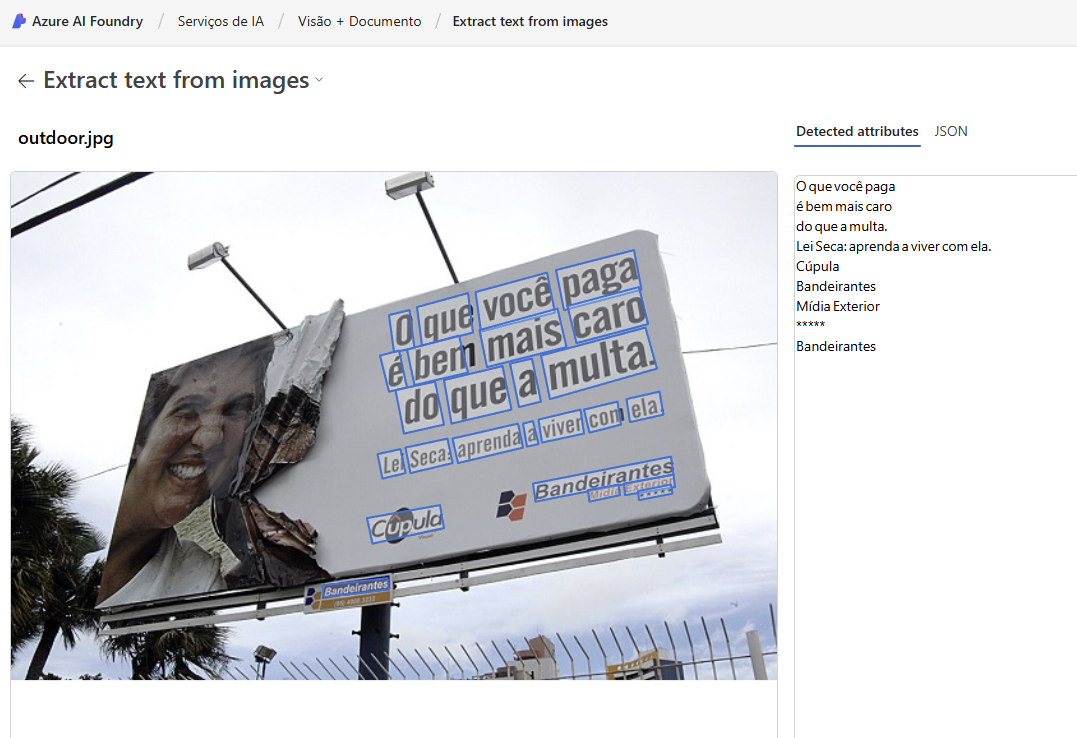 Azure AI Foundry / Serviços de IA / Visão + Documento / Extract text from images
← Extract text from images
outdoor.jpg
O que você paga
é bem mais caro
do que a multa.
Lei Seca: aprenda a viver com ela.
Cúpula
Bandeirantes
Mídia Exterior
*****
Bandeirantes
Detected attributes JSON
O que você paga
é bem mais caro
do que a multa.
Lei Seca: aprenda a viver com ela.
Cúpula
Bandeirantes
Mídia Exterior
*****
Bandeirantes